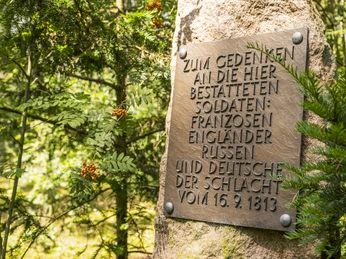 ZUM GEDENKEN
AN DIE HIER
BESTATTETEN
SOLDATEN:
FRANZOSEN
ENGLÄNDER
RUSSEN
UND DEUTSCHE
DER SCHLACHT
VOM 16. 9. 1813